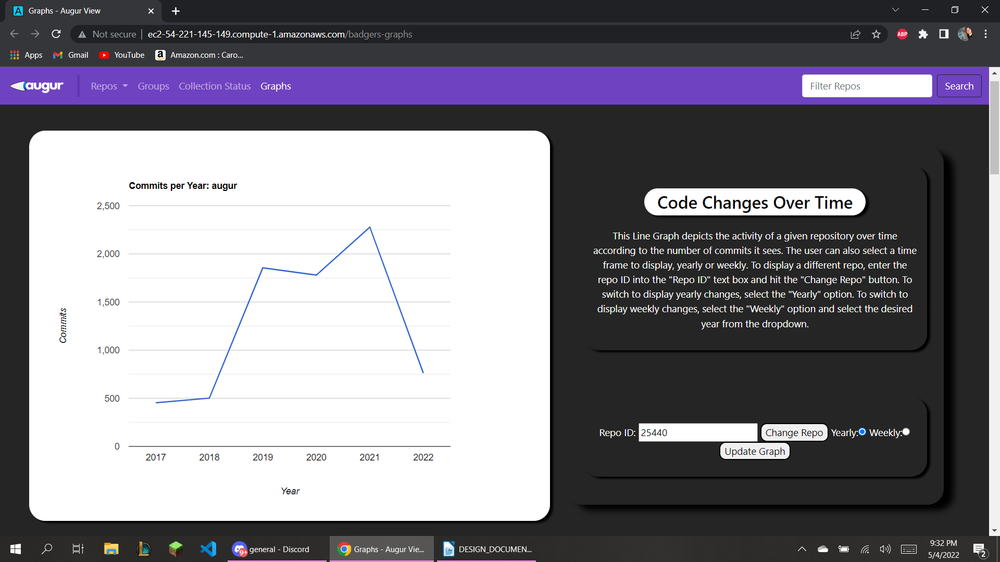 Graphs - Augur View
Not secure
ec2-54-221-145-149.compute-1.amazonaws.com/badgers-graphs
ABP
Apps
Gmail
YouTube
Amazon.com : Caro...
augur
Repos
Groups
Collection Status
Graphs
Filter Repos
Search
Commits per Year: augur
2,500
2,000
1,500
1,000
500
0
Commits
2017 2018 2019 2020 2021 2022
Year
Code Changes Over Time
This Line Graph depicts the activity of a given repository over time
according to the number of commits it sees. The user can also select a time
frame to display, yearly or weekly. To display a different repo, enter the
repo ID into the "Repo ID" text box and hit the "Change Repo" button. To
switch to display yearly changes, select the "Yearly" option. To switch to
display weekly changes, select the "Weekly" option and select the desired
year from the dropdown.
Repo ID: 25440 Change Repo Yearly: Weekly:
Update Graph
9+
general - Discord
Graphs - Augur Vie...
DESIGN_DOCUMEN...
9:32 PM
5/4/2022
2